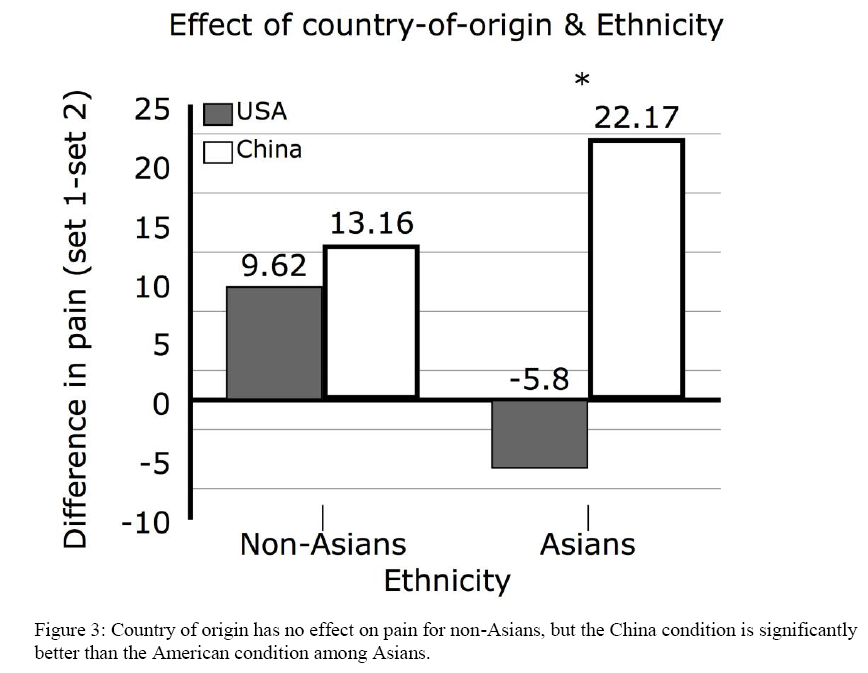 Effect of country-of-origin & Ethnicity
*
Difference in pain (set 1-set 2)
25
20
15
10
5
0
-5
-10
USA
China
9.62
13.16
-5.8
22.17
Non-Asians
Asians
Ethnicity
Figure 3: Country of origin has no effect on pain for non-Asians, but the China condition is significantly
better than the American condition among Asians.